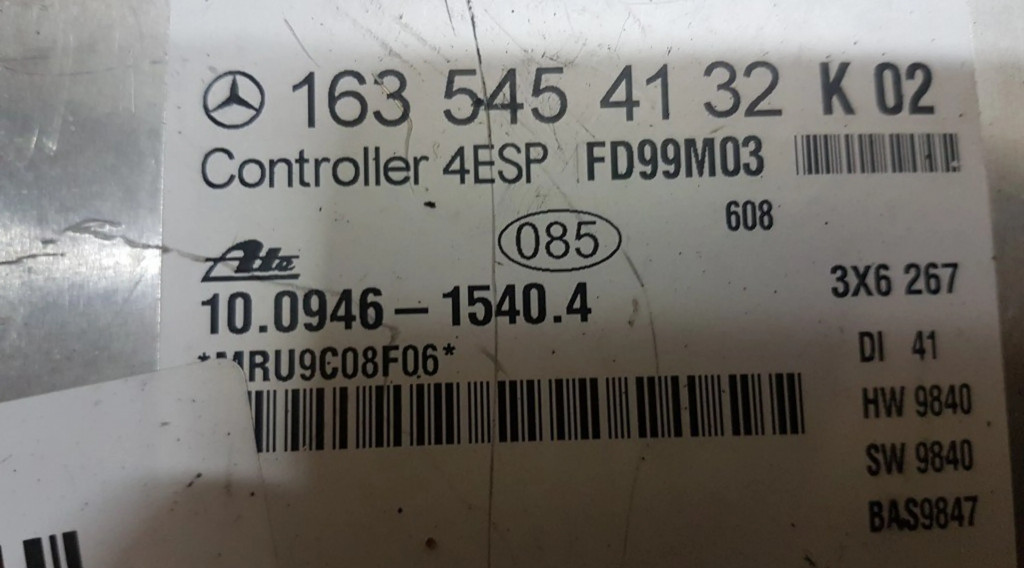 163 545 41 32 K 02
Controller 4ESP FD99M03
608
085
Ate
10.0946-1540.4
3X6 267
*MRU9C08F06*
DI 41
HW 9840
SW 9840
BAS9847